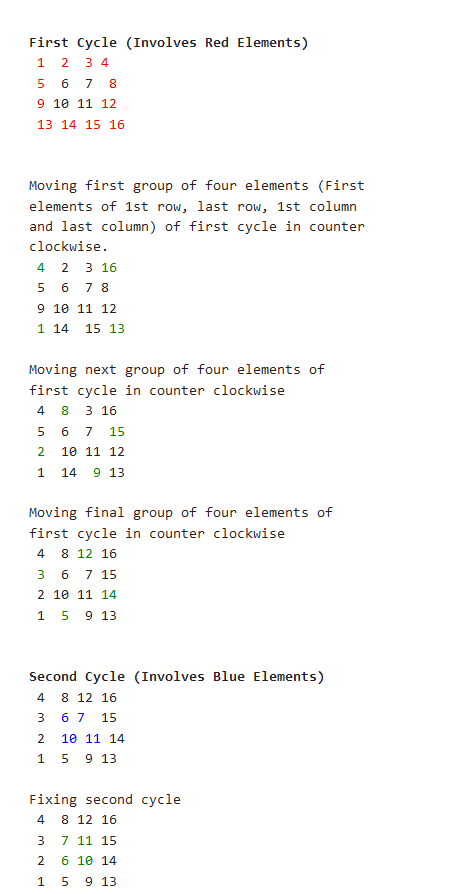 First Cycle (Involves Red Elements)
1 2 3 4
5 6 7 8
9 10 11 12
13 14 15 16
Moving first group of four elements (First
elements of 1st row, last row, 1st column
and last column) of first cycle in counter
clockwise.
4 2 3 16
5 6 7 8
9 10 11 12
1 14 15 13
Moving next group of four elements of
first cycle in counter clockwise
4 8 3 16
5 6 7 15
2 10 11 12
1 14 9 13
Moving final group of four elements of
first cycle in counter clockwise
4 8 12 16
3 6 7 15
2 10 11 14
1 5 9 13
Second Cycle (Involves Blue Elements)
4 8 12 16
3 6 7 15
2 10 11 14
1 5 9 13
Fixing second cycle
4 8 12 16
3 7 11 15
2 6 10 14
1 5 9 13